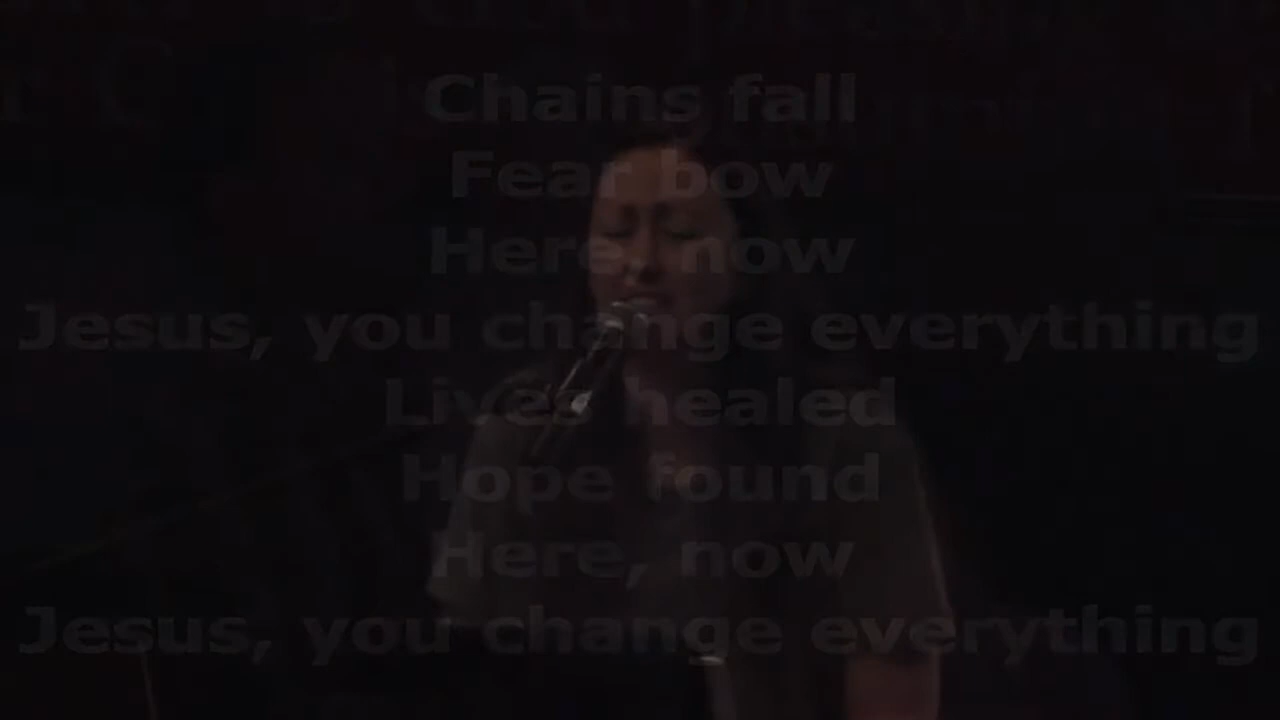 Chains fall
Fear bow
Here, now
Jesus, you change everything
Lives healed
Hope found
Here, now
Jesus, you change everything